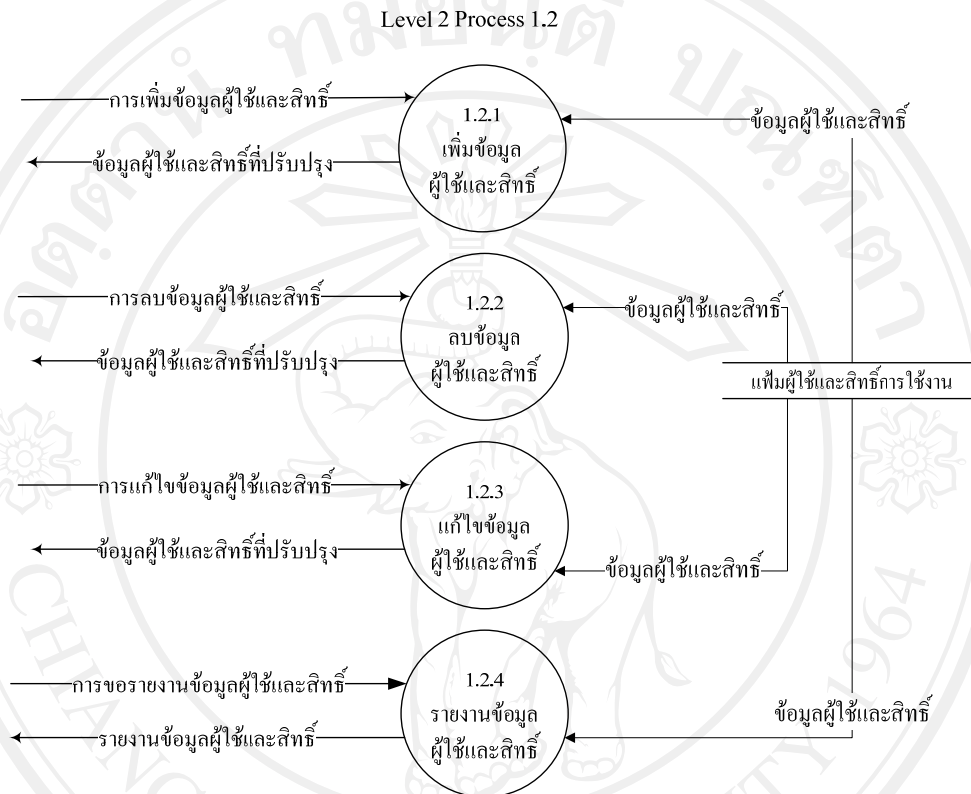 Level 2 Process 1.2
การเพิ่มข้อมูลผู้ใช้และสิทธิ์
ข้อมูลผู้ใช้และสิทธิ์ที่ปรับปรุง
1.2.1
เพิ่มข้อมูล
ผู้ใช้และสิทธิ์
ข้อมูลผู้ใช้และสิทธิ์
การลบข้อมูลผู้ใช้และสิทธิ์
ข้อมูลผู้ใช้และสิทธิ์ที่ปรับปรุง
1.2.2
ลบข้อมูล
ผู้ใช้และสิทธิ์
ข้อมูลผู้ใช้และสิทธิ์
แฟ้มผู้ใช้และสิทธิ์การใช้งาน
การแก้ไขข้อมูลผู้ใช้และสิทธิ์
ข้อมูลผู้ใช้และสิทธิ์ที่ปรับปรุง
1.2.3
แก้ไขข้อมูล
ผู้ใช้และสิทธิ์
ข้อมูลผู้ใช้และสิทธิ์
การขอรายงานข้อมูลผู้ใช้และสิทธิ์
รายงานข้อมูลผู้ใช้และสิทธิ์
1.2.4
รายงานข้อมูล
ผู้ใช้และสิทธิ์
ข้อมูลผู้ใช้และสิทธิ์
1964